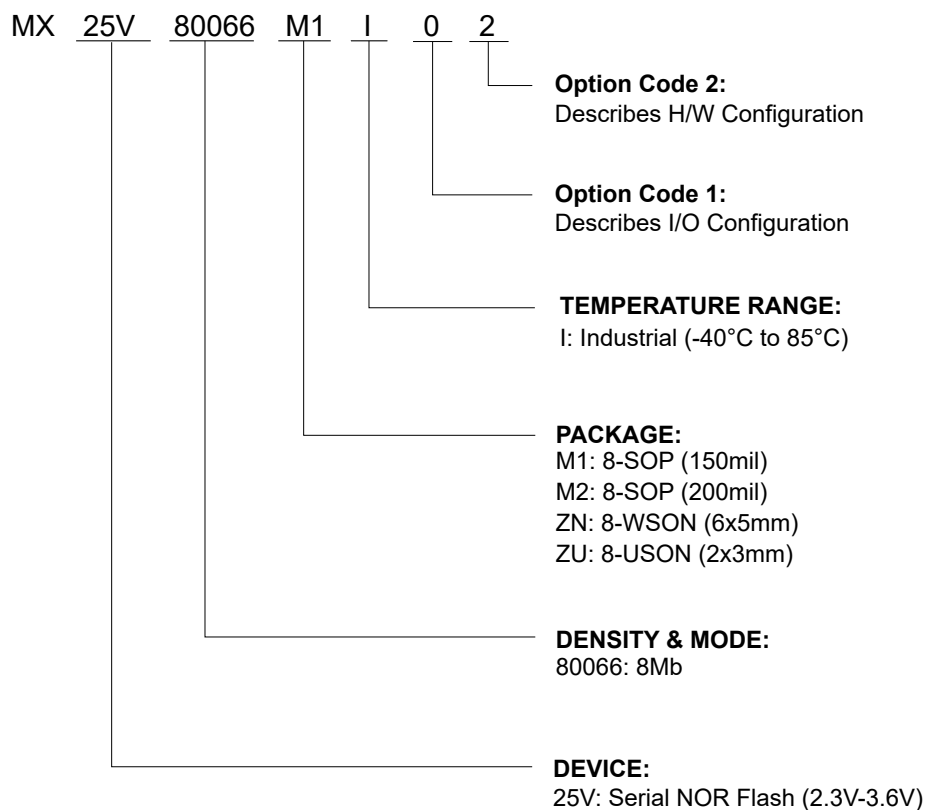 MX 25V 80066 M1 I 0 2
Option Code 2:
Describes H/W Configuration
Option Code 1:
Describes I/O Configuration
TEMPERATURE RANGE:
I: Industrial (-40°C to 85°C)
PACKAGE:
M1: 8-SOP (150mil)
M2: 8-SOP (200mil)
ZN: 8-WSON (6x5mm)
ZU: 8-USON (2x3mm)
DENSITY & MODE:
80066: 8Mb
DEVICE:
25V: Serial NOR Flash (2.3V-3.6V)